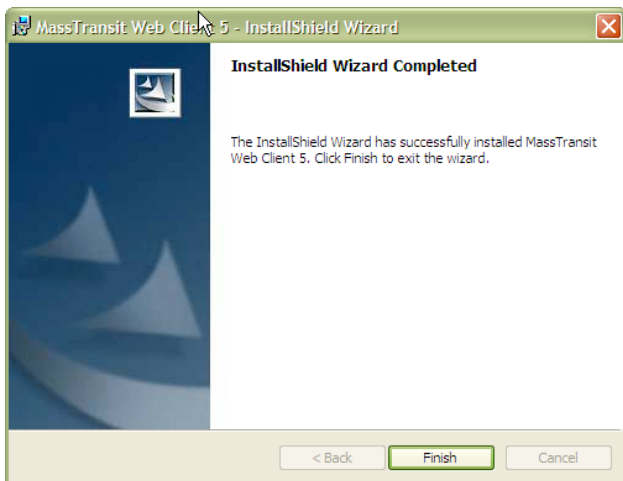 MassTransit Web Client 5 - InstallShield Wizard
InstallShield Wizard Completed
The InstallShield Wizard has successfully installed MassTransit
Web Client 5. Click Finish to exit the wizard.
< Back
Finish
Cancel